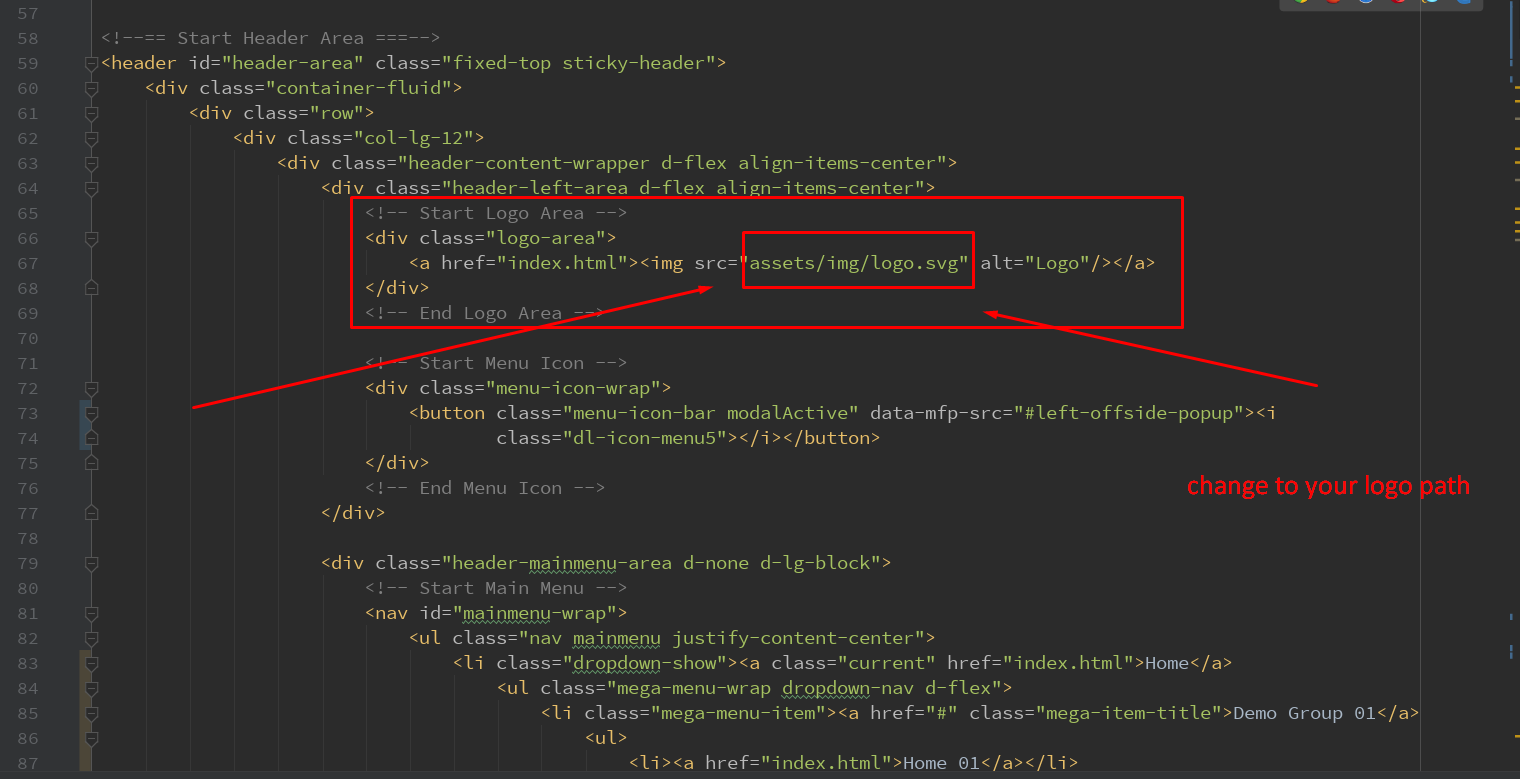 57
58 <!--== Start Header Area ===-->
59 <header id="header-area" class="fixed-top sticky-header">
60 <div class="container-fluid">
61 <div class="row">
62 <div class="col-lg-12">
63 <div class="header-content-wrapper d-flex align-items-center">
64 <div class="header-left-area d-flex align-items-center">
65 <!-- Start Logo Area -->
66 <div class="logo-area">
67 <a href="index.html"><img src="assets/img/logo.svg" alt="Logo"/></a>
68 </div>
69 <!-- End Logo Area -->
70
71 <!-- Start Menu Icon -->
72 <div class="menu-icon-wrap">
73 <button class="menu-icon-bar modalActive" data-mfp-src="#left-offside-popup"><i
74 class="dl-icon-menu5"></i></button>
75 </div>
76 <!-- End Menu Icon -->
change to your logo path
77 </div>
78
79 <div class="header-mainmenu-area d-none d-lg-block">
80 <!-- Start Main Menu -->
81 <nav id="mainmenu-wrap">
82 <ul class="nav mainmenu justify-content-center">
83 <li class="dropdown-show"><a class="current" href="index.html">Home</a>
84 <ul class="mega-menu-wrap dropdown-nav d-flex">
85 <li class="mega-menu-item"><a href="#" class="mega-item-title">Demo Group 01</a>
86 <ul>
87 <li><a href="index.html">Home 01</a></li>